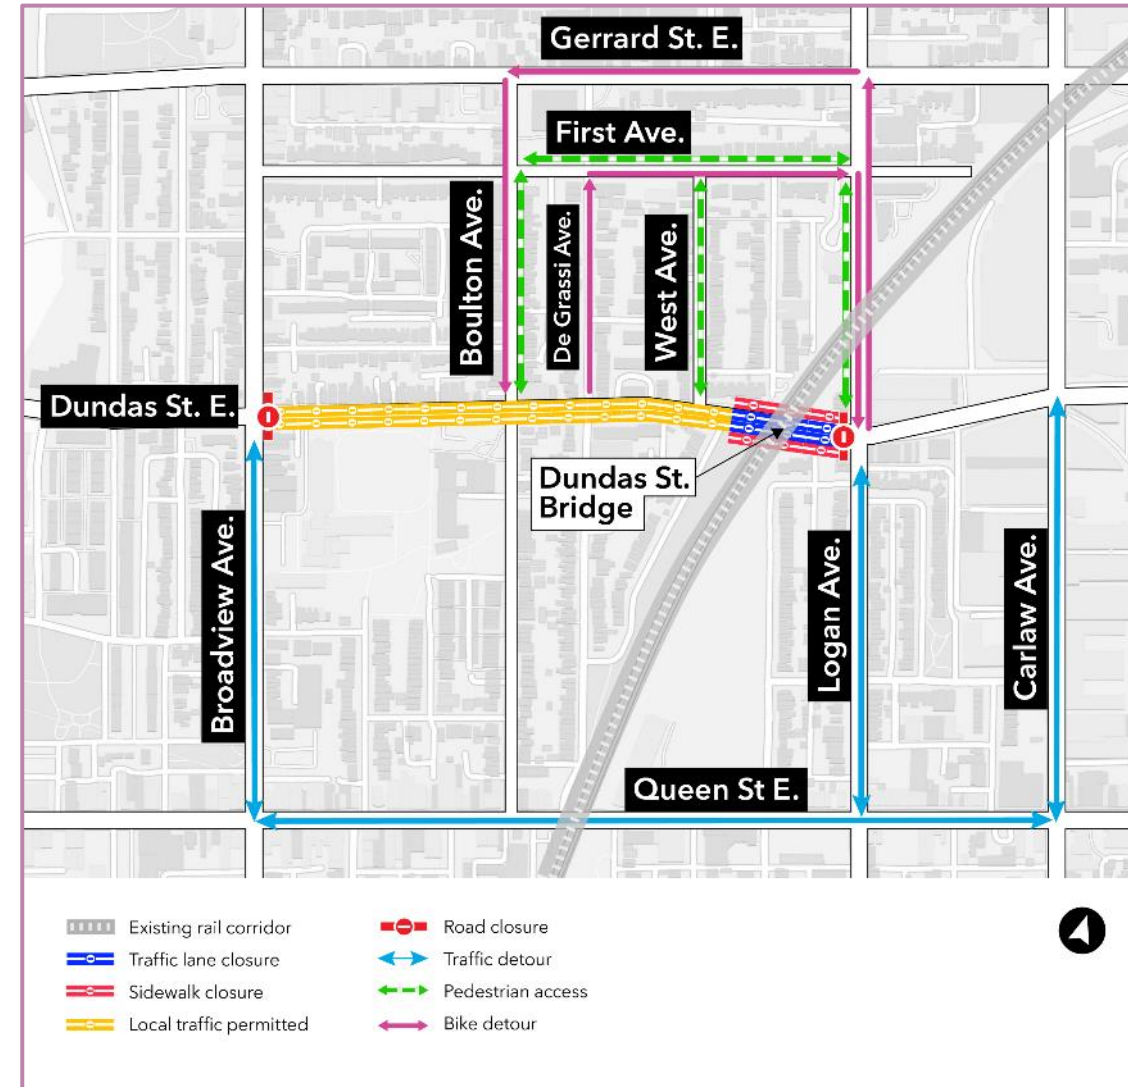 Gerrard St. E.
First Ave.
Boulton Ave.
De Grassi Ave.
West Ave.
Dundas St. E.
Dundas St.
Bridge
Broadview Ave.
Logan Ave.
Carlaw Ave.
Queen St E.
Existing rail corridor
Traffic lane closure
Sidewalk closure
Local traffic permitted
Road closure
Traffic detour
Pedestrian access
Bike detour